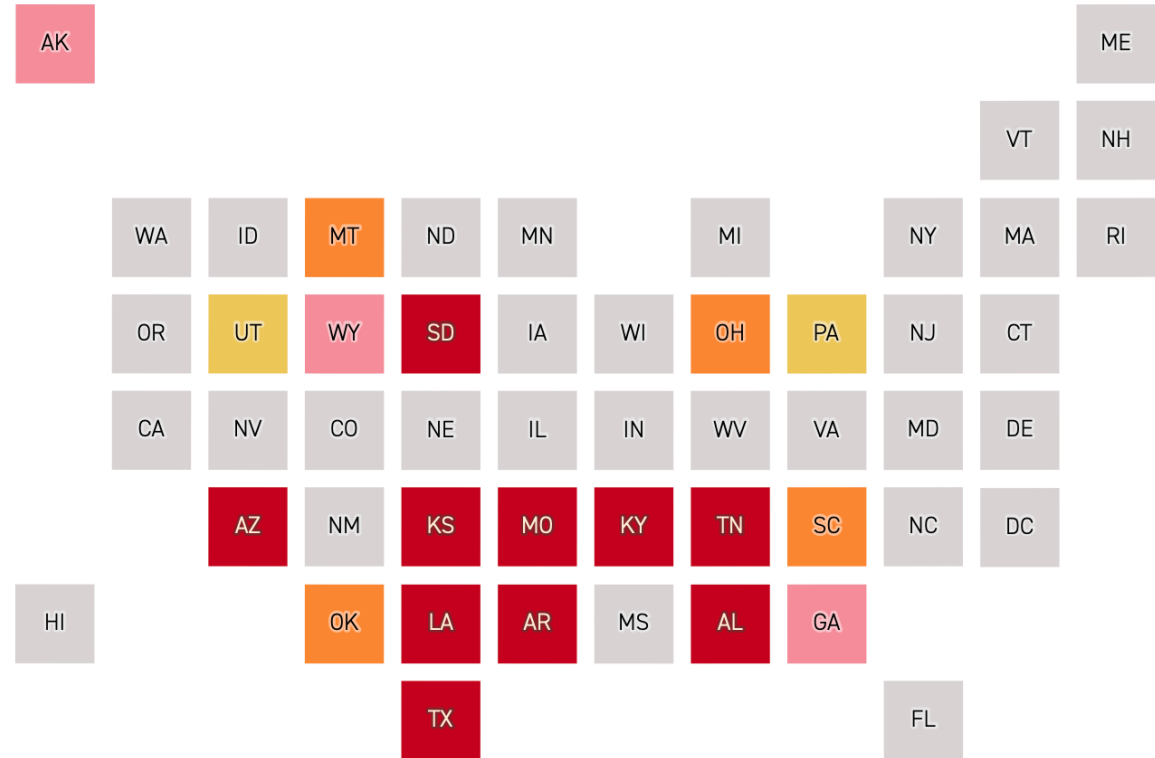 AK ME
VT NH
WA ID MT ND MN MI NY MA RI
OR UT WY SD IA WI OH PA NJ CT
CA NV CO NE IL IN WV VA MD DE
AZ NM KS MO KY TN SC NC DC
HI OK LA AR MS AL GA
TX FL